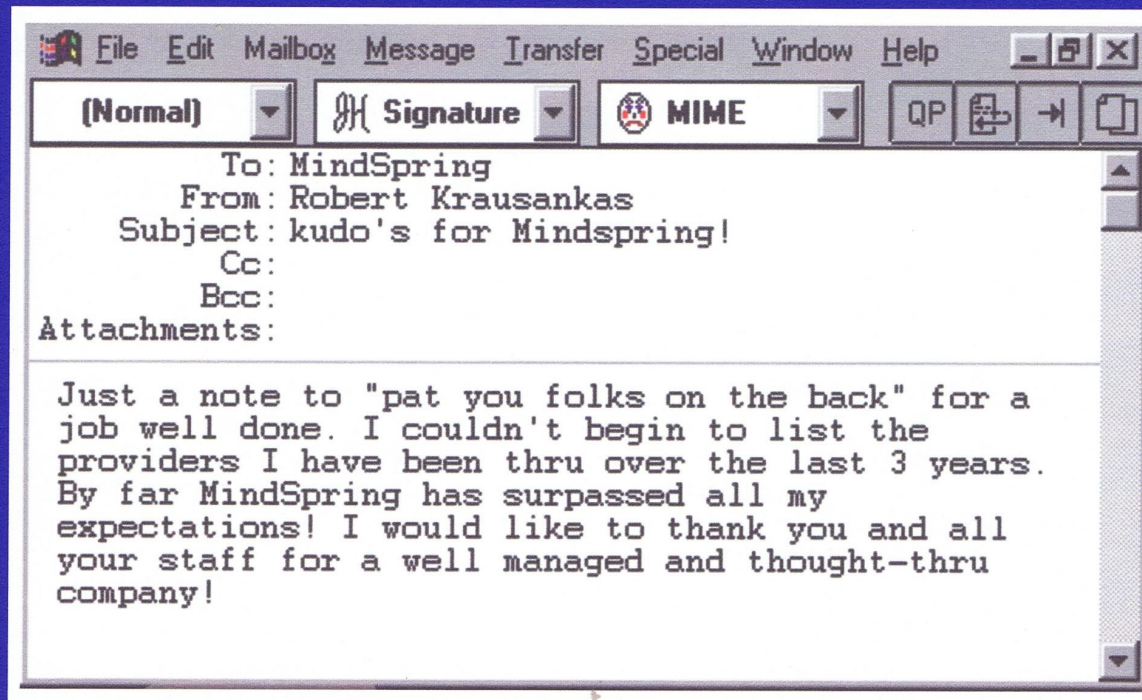 File Edit Mailbox Message Transfer Special Window Help
(Normal) JH Signature MIME QP
To: MindSpring
From: Robert Krausankas
Subject: kudo's for Mindspring!
Cc:
Bcc:
Attachments:
Just a note to "pat you folks on the back" for a
job well done. I couldn't begin to list the
providers I have been thru over the last 3 years.
By far MindSpring has surpassed all my
expectations! I would like to thank you and all
your staff for a well managed and thought-thru
company!